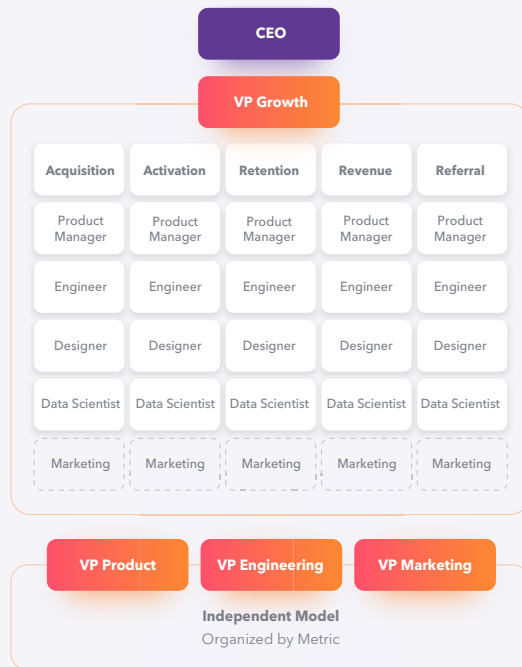 CEO
VP Growth
Acquisition Activation Retention Revenue Referral
Product Product Product Product Product
Manager Manager Manager Manager Manager
Engineer Engineer Engineer Engineer Engineer
Designer Designer Designer Designer Designer
Data Scientist Data Scientist Data Scientist Data Scientist Data Scientist
Marketing Marketing Marketing Marketing Marketing
VP Product VP Engineering VP Marketing
Independent Model
Organized by Metric